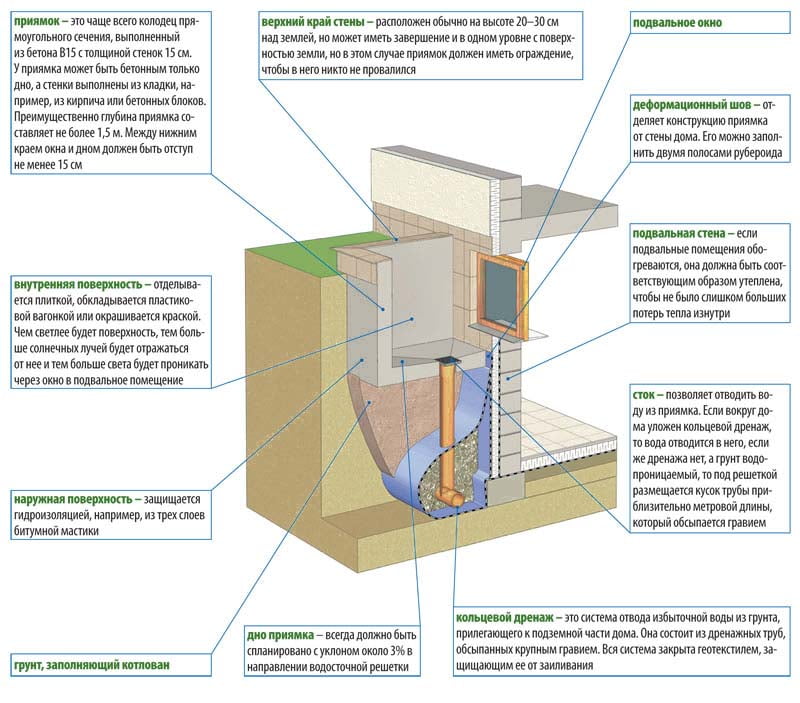 приямок – это чаще всего колодец пря-
моугольного сечения, выполненный
из бетона В15 с толщиной стенок 15 см.
У приямка может быть бетонным только
дно, а стенки выполнены из кладки, на-
пример, из кирпича или бетонных блоков.
Преимущественно глубина приямка со-
ставляет не более 1,5 м. Между нижним
краем окна и дном должен быть отступ
не менее 15 см
верхний край стены – расположен обычно на высоте 20–30 см
над землей, но может иметь завершение и в одном уровне с поверх-
ностью земли, но в этом случае приямок должен иметь ограждение,
чтобы в него никто не провалился
подвальное окно
деформационный шов – от-
деляет конструкцию приямка
от стены дома. Его можно запол-
нить двумя полосами рубероида
подвальная стена – если
подвальные помещения обо-
греваются, она должна быть соот-
ветствующим образом утеплена,
чтобы не было слишком больших
потерь тепла изнутри
внутренняя поверхность – отделыва-
ется плиткой, обкладывается пластико-
вой вагонкой или окрашивается краской.
Чем светлее будет поверхность, тем боль-
ше солнечных лучей будет отражаться
от нее и тем больше света будет проникать
через окно в подвальное помещение
сток – позволяет отводить во-
ду из приямка. Если вокруг до-
ма уложен кольцевой дренаж,
то вода отводится в него, если
же дренажа нет, а грунт водо-
проницаемый, то под решеткой
размещается кусок трубы при-
близительно метровой длины,
который обсыпается гравием
наружная поверхность – защищается
гидроизоляцией, например, из трех слоев
битумной мастики
грунт, заполняющий котлован
дно приямка – всегда должно быть
спланировано с уклоном около 3% в
направлении водосточной решетки
кольцевой дренаж – это система отвода избыточной воды из грунта,
прилегающего к подземной части дома. Она состоит из дренажных труб,
обсыпанных крупным гравием. Вся система закрыта геотекстилем, за-
щищающим ее от заиливания